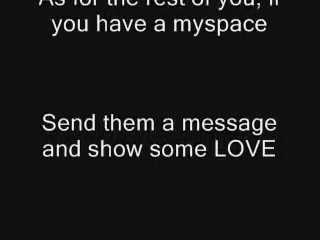 As for the rest of you, if
you have a myspace
Send them a message
and show some LOVE